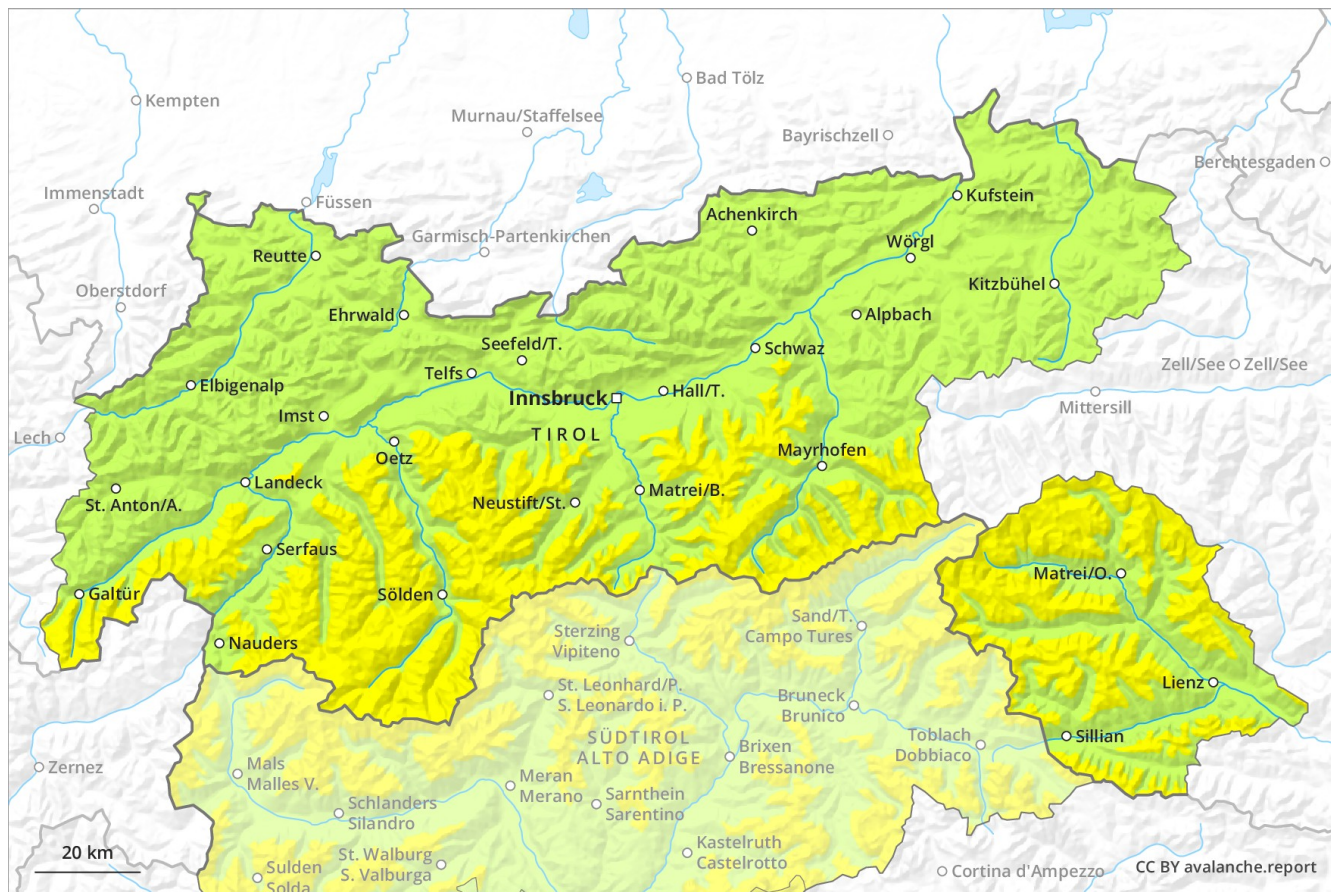 Bad Tölz
Kempten
Murnau/Staffelsee
Bayrischzell
Berchtesgaden
Immenstadt
Füssen
Kufstein
Achenkirch
Garmisch-Partenkirchen
Wörgl
Reutte
Oberstdorf
Kitzbühel
Ehrwald
Alpbach
Seefeld/T.
Schwaz
Telfs
Zell/See
Zell/See
Elbigenalp
Innsbruck
Hall/T.
Mittersill
Imst
Lech
TIROL
Oetz
Mayrhofen
Landeck
St. Anton/A.
Neustift/St.
Matrei/B.
Serfaus
Matrei/O.
Galtür
Sölden
Sand/T.
Campo Tures
Sterzing
Vipiteno
Nauders
St. Leonhard/P.
S. Leonardo i. P.
Bruneck
Brunico
Lienz
SÜDTIROL
ALTO ADIGE
Toblach
Dobbiaco
Sillian
Brixen
Bressanone
Zernez
Mals
Malles V.
Meran
Merano
Sarnthein
Sarentino
Schlanders
Silandro
20 km
St. Walburg
S. Valburga
Kastelruth
Castelrotto
Sulden
Solda
Cortina d'Ampezzo
CC BY avalanche.report